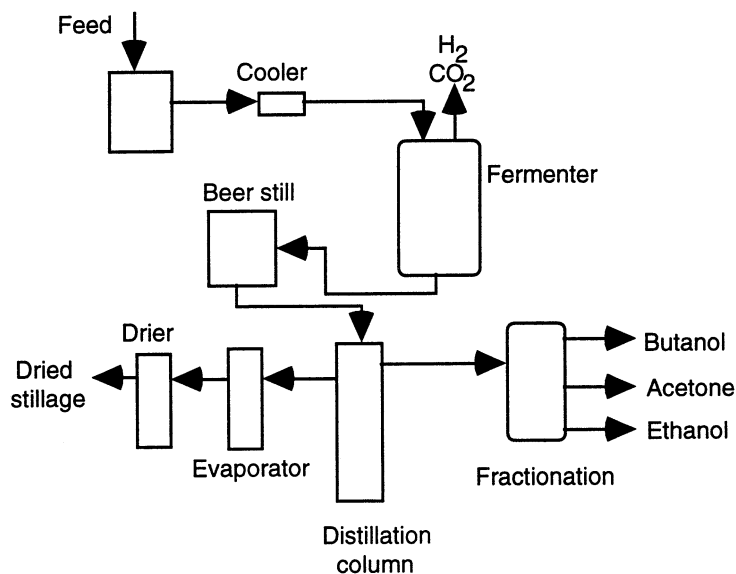 Feed
Cooler
H2
CO2
Fermenter
Beer still
Drier
Dried
stillage
Evaporator
Distillation
column
Butanol
Acetone
Ethanol
Fractionation